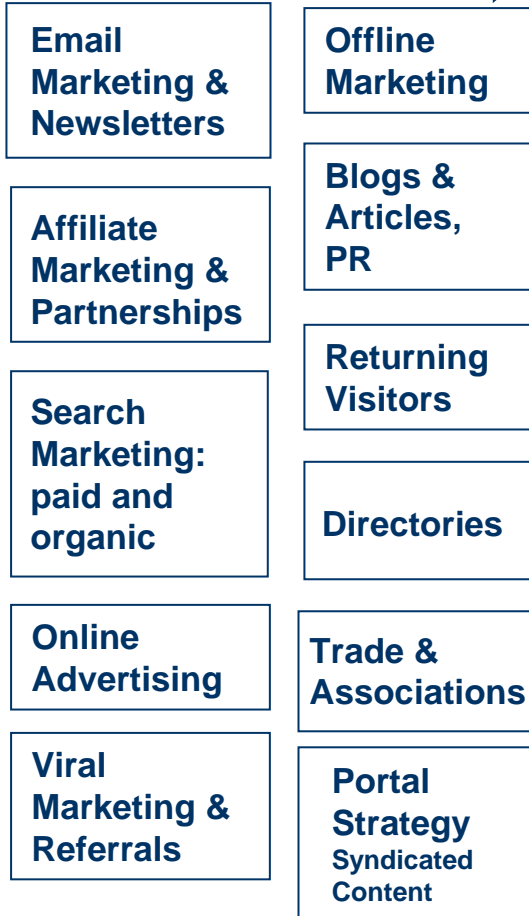 Email
Marketing &
Newsletters
Affiliate
Marketing &
Partnerships
Search
Marketing:
paid and
organic
Online
Advertising
Viral
Marketing &
Referrals
Offline
Marketing
Blogs &
Articles,
PR
Returning
Visitors
Directories
Trade &
Associations
Portal
Strategy
Syndicated
Content